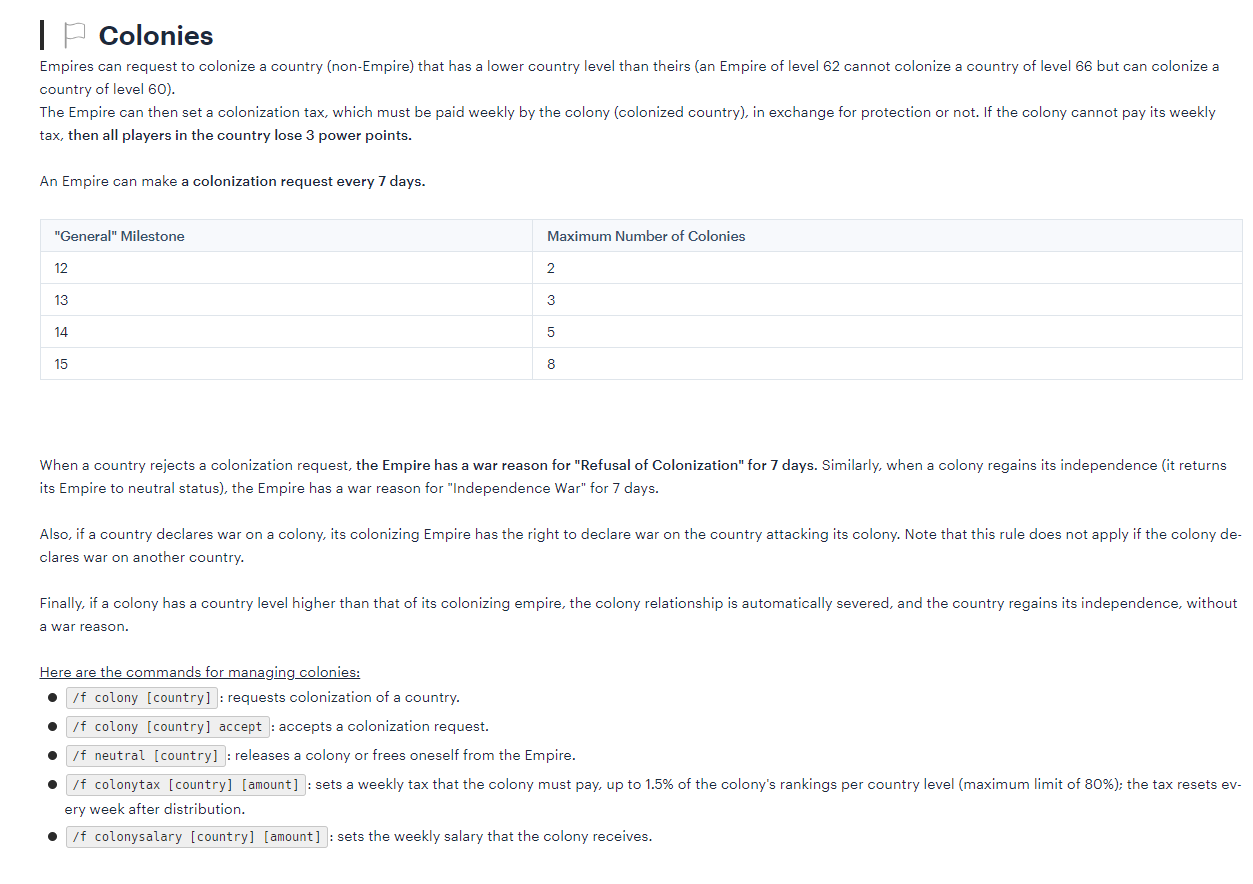 Colonies
Empires can request to colonize a country (non-Empire) that has a lower country level than theirs (an Empire of level 62 cannot colonize a country of level 66 but can colonize a
country of level 60).
The Empire can then set a colonization tax, which must be paid weekly by the colony (colonized country), in exchange for protection or not. If the colony cannot pay its weekly
tax, then all players in the country lose 3 power points.
An Empire can make a colonization request every 7 days.
"General" Milestone Maximum Number of Colonies
12 2
13 3
14 5
15 8
When a country rejects a colonization request, the Empire has a war reason for "Refusal of Colonization" for 7 days. Similarly, when a colony regains its independence (it returns
its Empire to neutral status), the Empire has a war reason for "Independence War" for 7 days.
Also, if a country declares war on a colony, its colonizing Empire has the right to declare war on the country attacking its colony. Note that this rule does not apply if the colony de-
clares war on another country.
Finally, if a colony has a country level higher than that of its colonizing empire, the colony relationship is automatically severed, and the country regains its independence, without
a war reason.
Here are the commands for managing colonies:
● /f colony [country] : requests colonization of a country.
● /f colony [country] accept : accepts a colonization request.
● /f neutral [country] : releases a colony or frees oneself from the Empire.
● /f colonytax [country] [amount] : sets a weekly tax that the colony must pay, up to 1.5% of the colony's rankings per country level (maximum limit of 80%); the tax resets ev-
ery week after distribution.
● /f colonysalary [country] [amount] : sets the weekly salary that the colony receives.